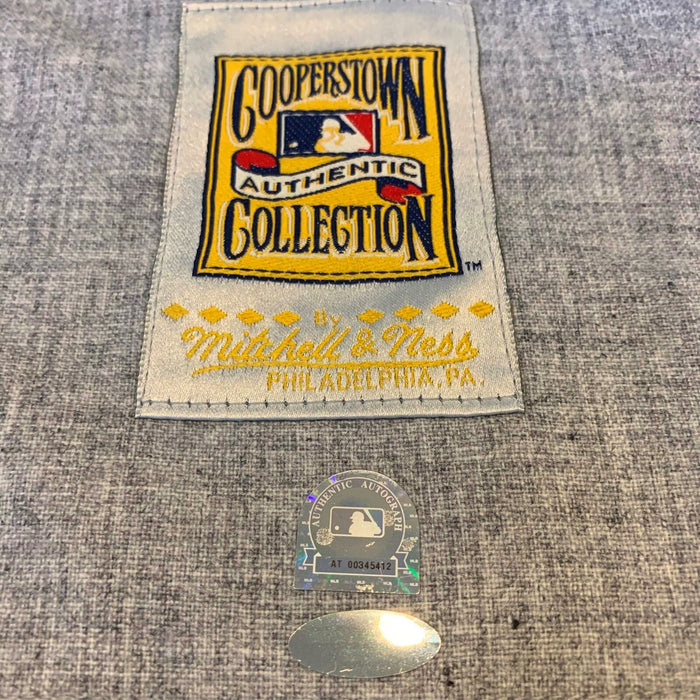 COOPERSTOWN
AUTHENTIC
COLLECTION
TM
By
Mitchell & Ness
PHILADELPHIA, PA.
AUTHENTIC AUTOGRAPH
AT 00345412